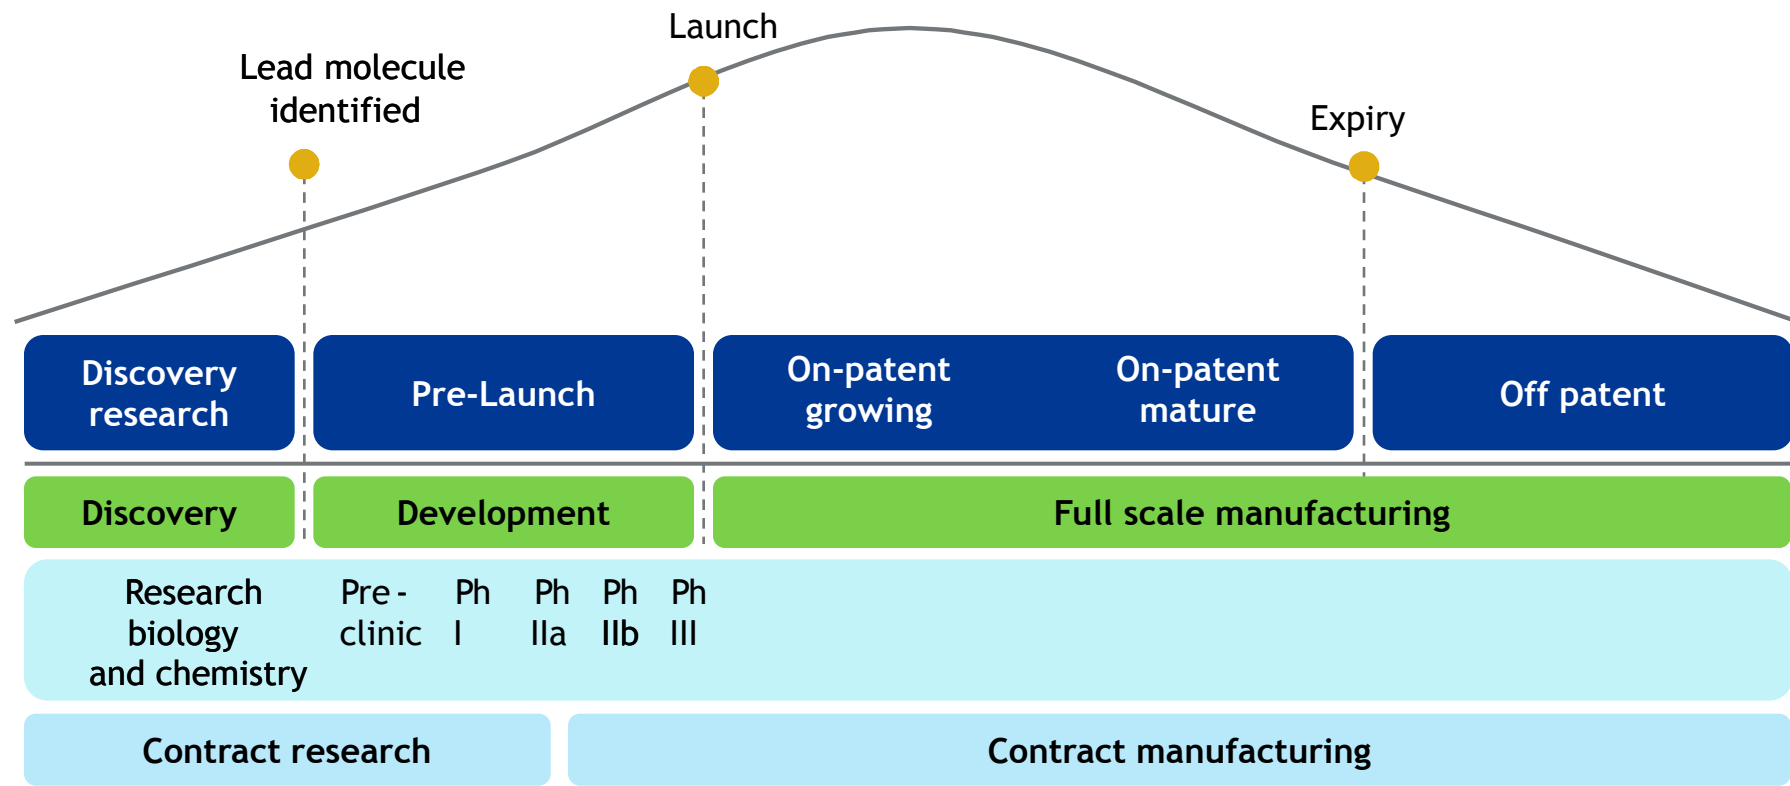 Launch
Lead molecule
identified
Expiry
Discovery
research
Pre-Launch
On-patent
growing
On-patent
mature
Off patent
Discovery
Development
Full scale manufacturing
Research
biology
and chemistry
Pre-
clinic
Ph
I
Ph
IIa
Ph
IIb
Ph
III
Contract research
Contract manufacturing